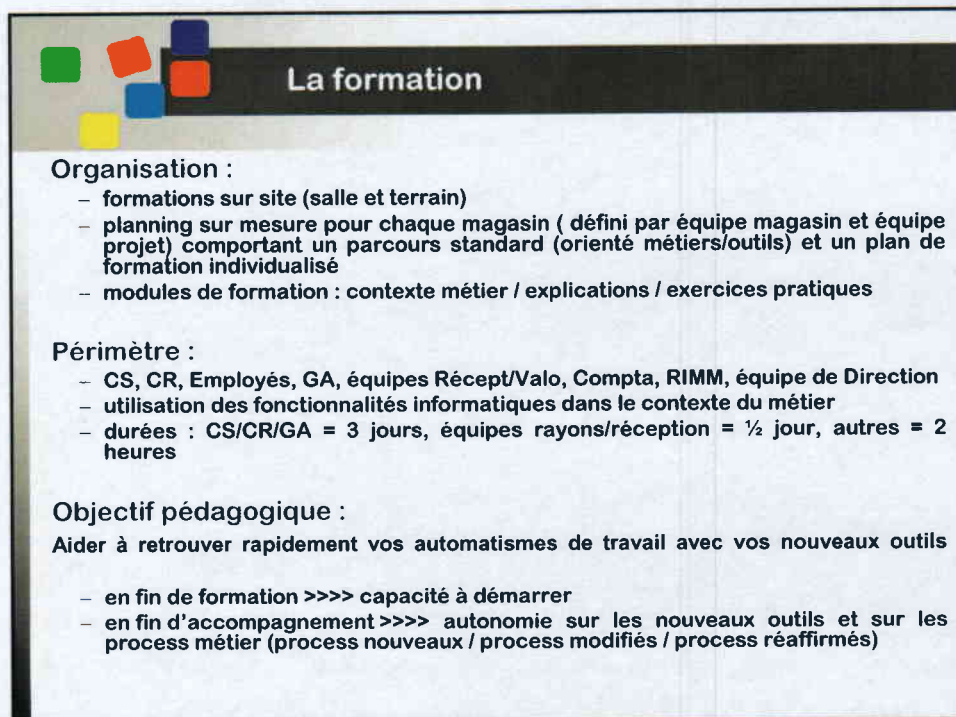 La formation
Organisation :
– formations sur site (salle et terrain)
– planning sur mesure pour chaque magasin ( défini par équipe magasin et équipe
projet) comportant un parcours standard (orienté métiers/outils) et un plan de
formation individualisé
– modules de formation : contexte métier / explications / exercices pratiques
Périmètre :
– CS, CR, Employés, GA, équipes Récept/Valo, Compta, RIMM, équipe de Direction
– utilisation des fonctionnalités informatiques dans le contexte du métier
– durées : CS/CR/GA = 3 jours, équipes rayons/réception = ½ jour, autres = 2
heures
Objectif pédagogique :
Aider à retrouver rapidement vos automatismes de travail avec vos nouveaux outils
– en fin de formation >>>> capacité à démarrer
– en fin d'accompagnement >>>> autonomie sur les nouveaux outils et sur les
process métier (process nouveaux / process modifiés / process réaffirmés)